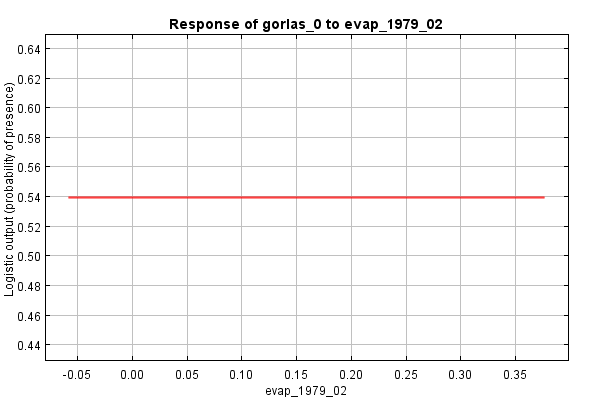 Response of gorlas_0 to evap_1979_02
Logistic output (probability of presence)
0.64
0.62
0.60
0.58
0.56
0.54
0.52
0.50
0.48
0.46
0.44
-0.05 0.00 0.05 0.10 0.15 0.20 0.25 0.30 0.35
evap_1979_02